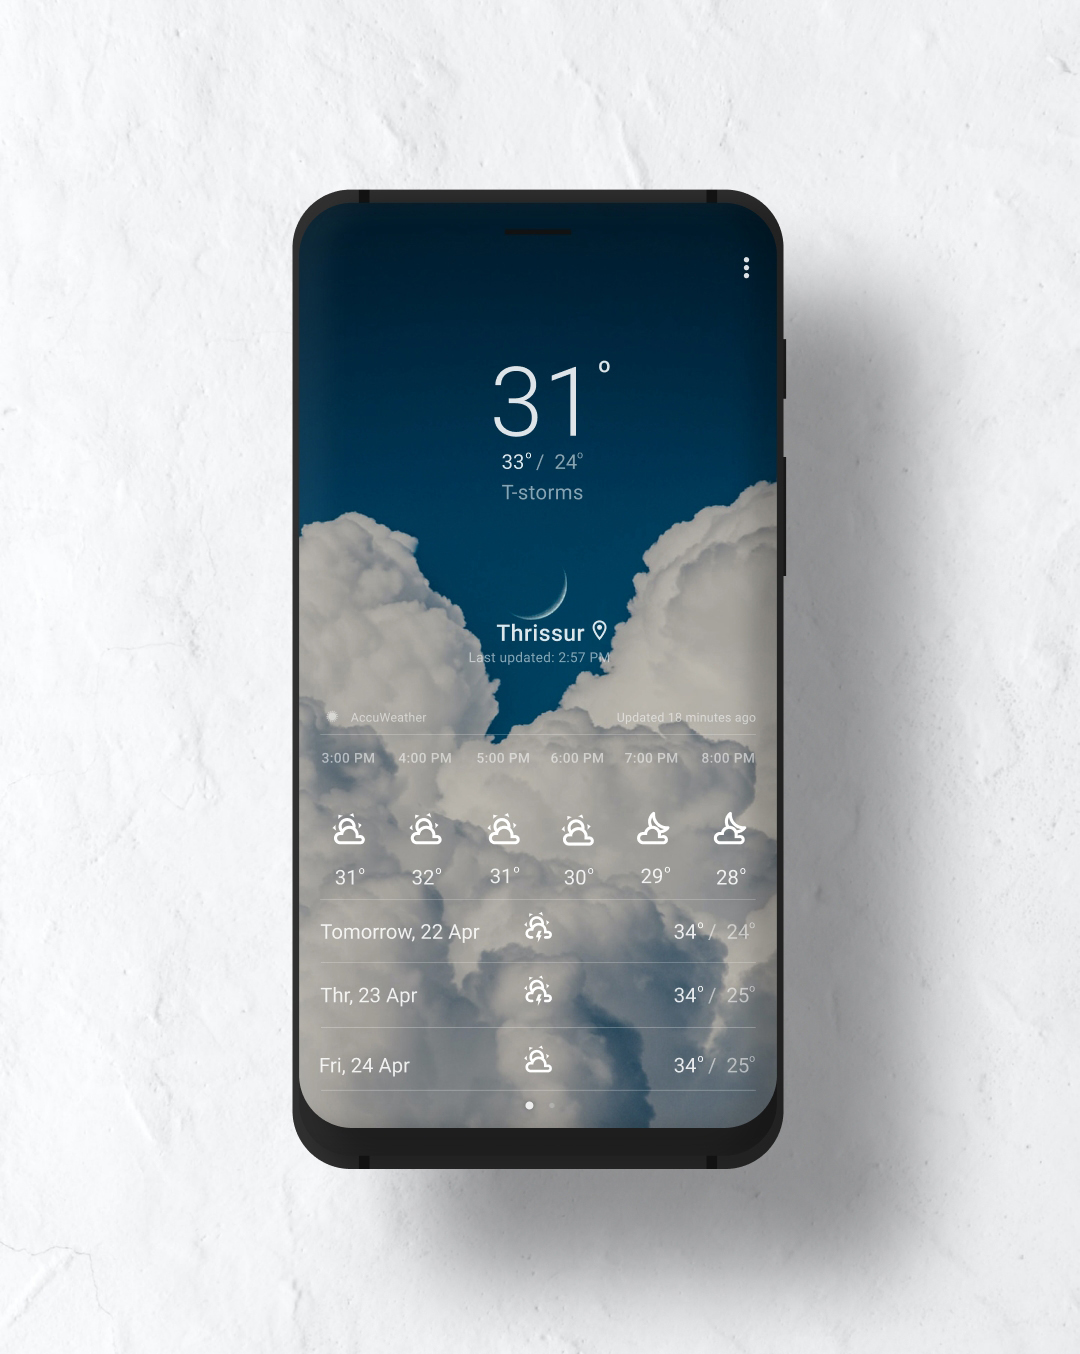 31°
33°/ 24°
T-storms
Thrissur
Last updated: 2:57 PM
AccuWeather Updated 18 minutes ago
3:00 PM 4:00 PM 5:00 PM 6:00 PM 7:00 PM 8:00 PM
31° 32° 31° 30° 29° 28°
Tomorrow, 22 Apr 34°/ 24°
Thr, 23 Apr 34°/ 25°
Fri, 24 Apr 34°/ 25°